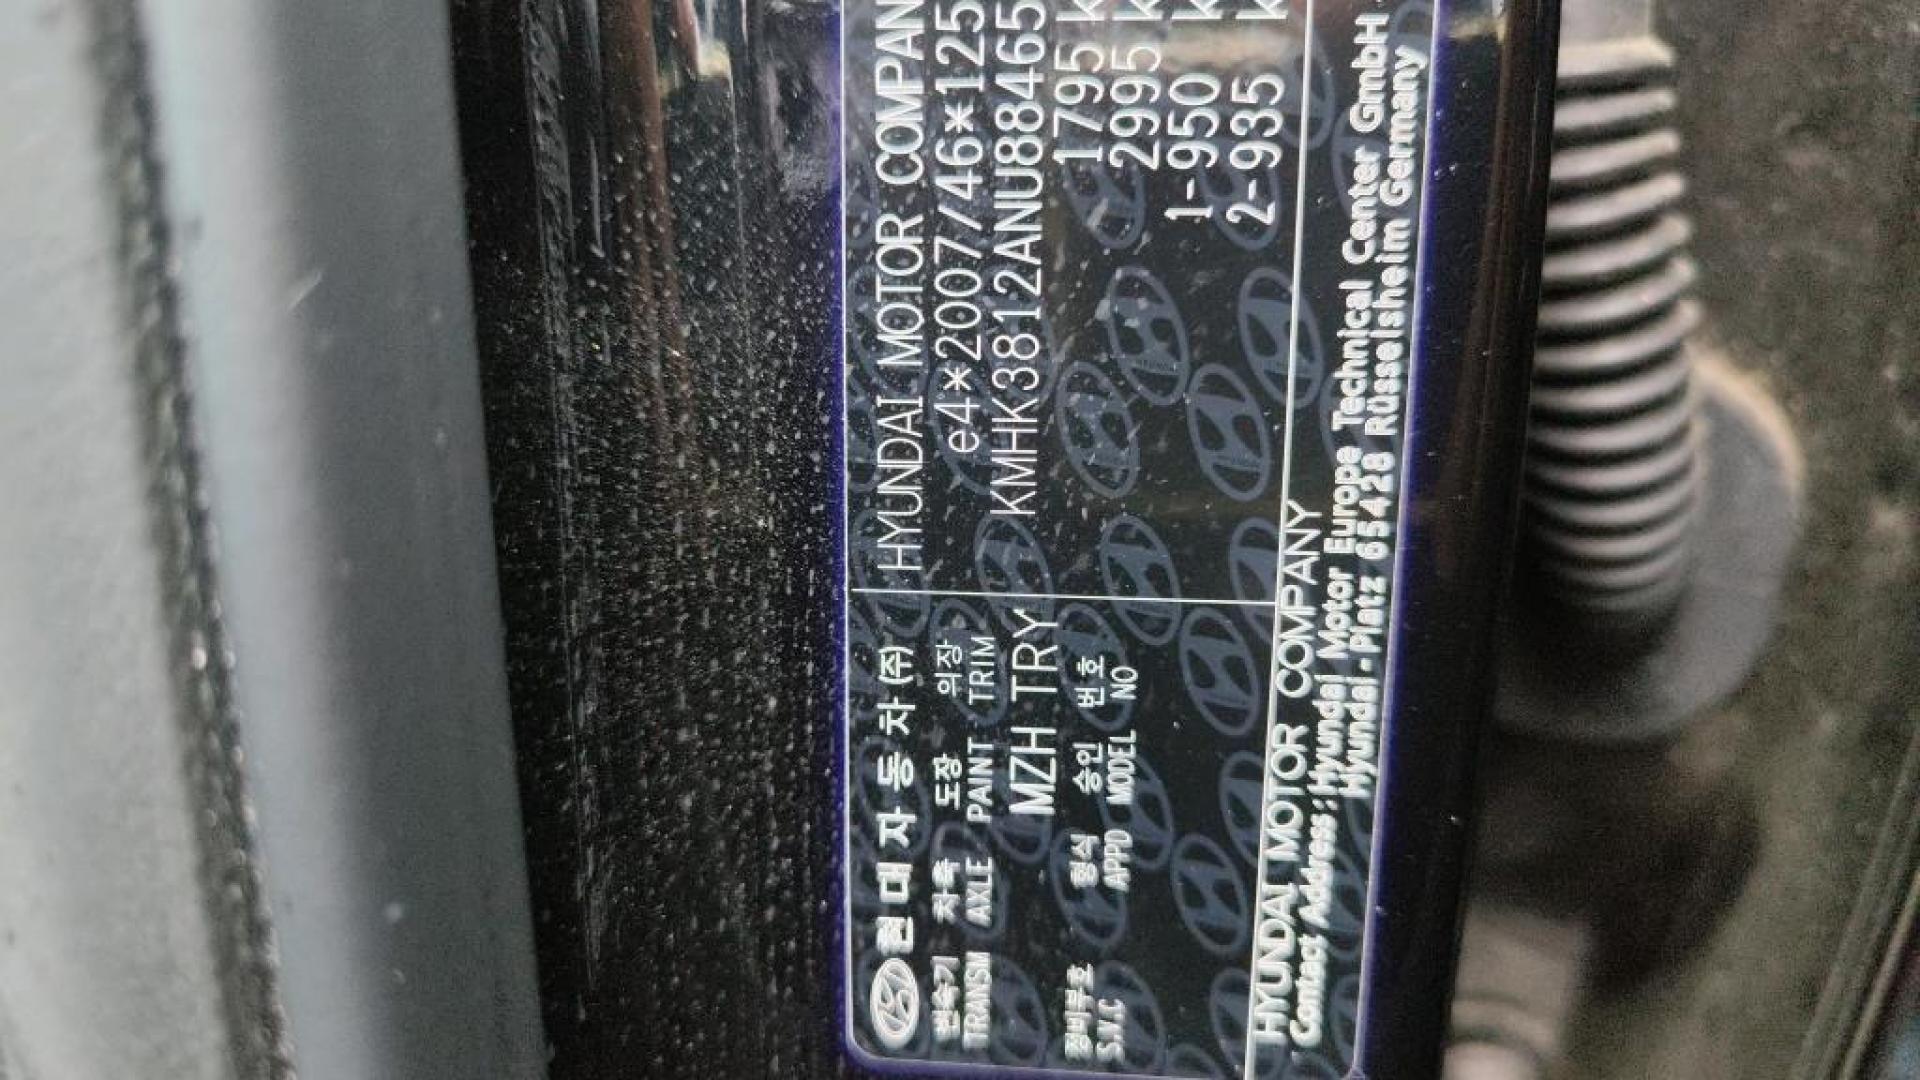 현대자동차(주)
HYUNDAI MOTOR COMPAN
변속기 차축 도장 의장
TRANSM AXLE PAINT TRIM
e4*2007/46*125
MZH TRY
KMHK3812ANU88465
정비부호 형식 승인 번호
S.V.C APPD MODEL NO
1795 k
2995 k
1-950 k
2-935 k
HYUNDAI MOTOR COMPANY
Contact Address : Hyundai Motor Europe Technical Center GmbH
Hyundai - Platz 65428 Rüsselsheim Germany